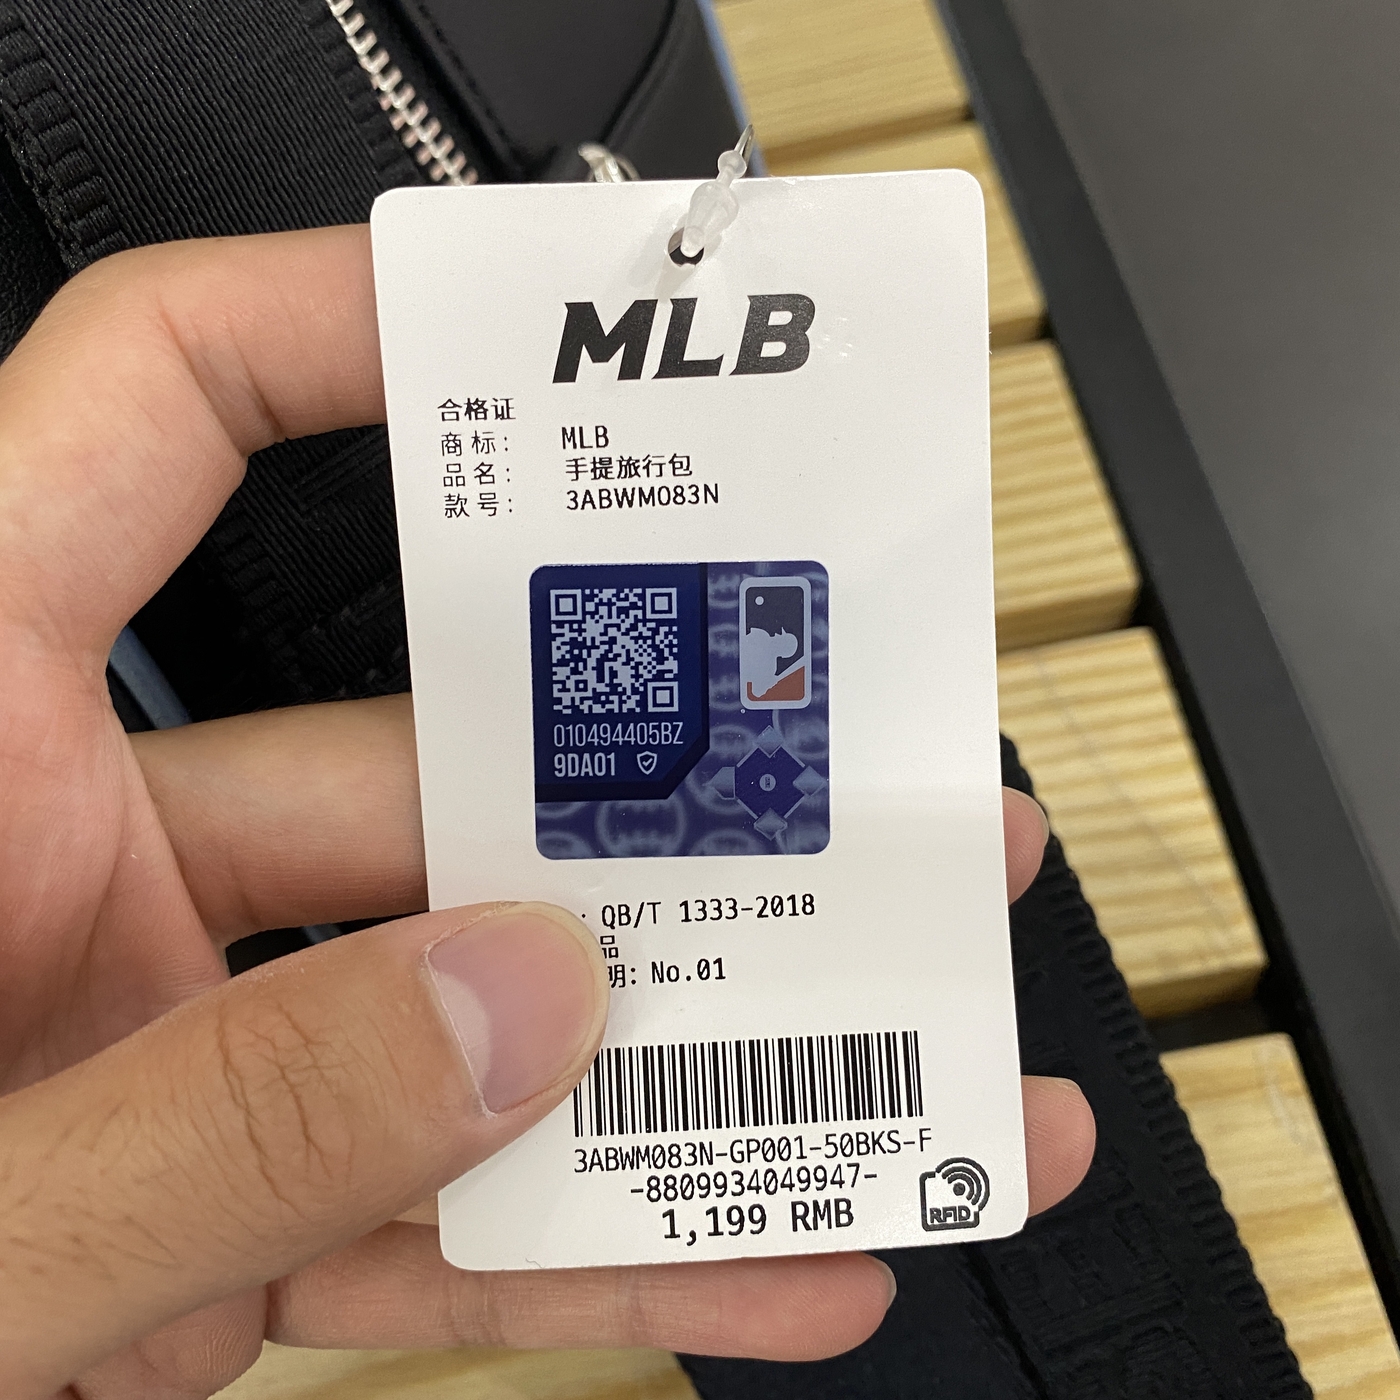 MLB
合格证
商标: MLB
品名: 手提旅行包
款号: 3ABWM083N
010494405BZ
9DA01
: QB/T 1333-2018
品
明: No.01
3ABWM083N-GP001-50BKS-F
-8809934049947-
1,199 RMB
RFID